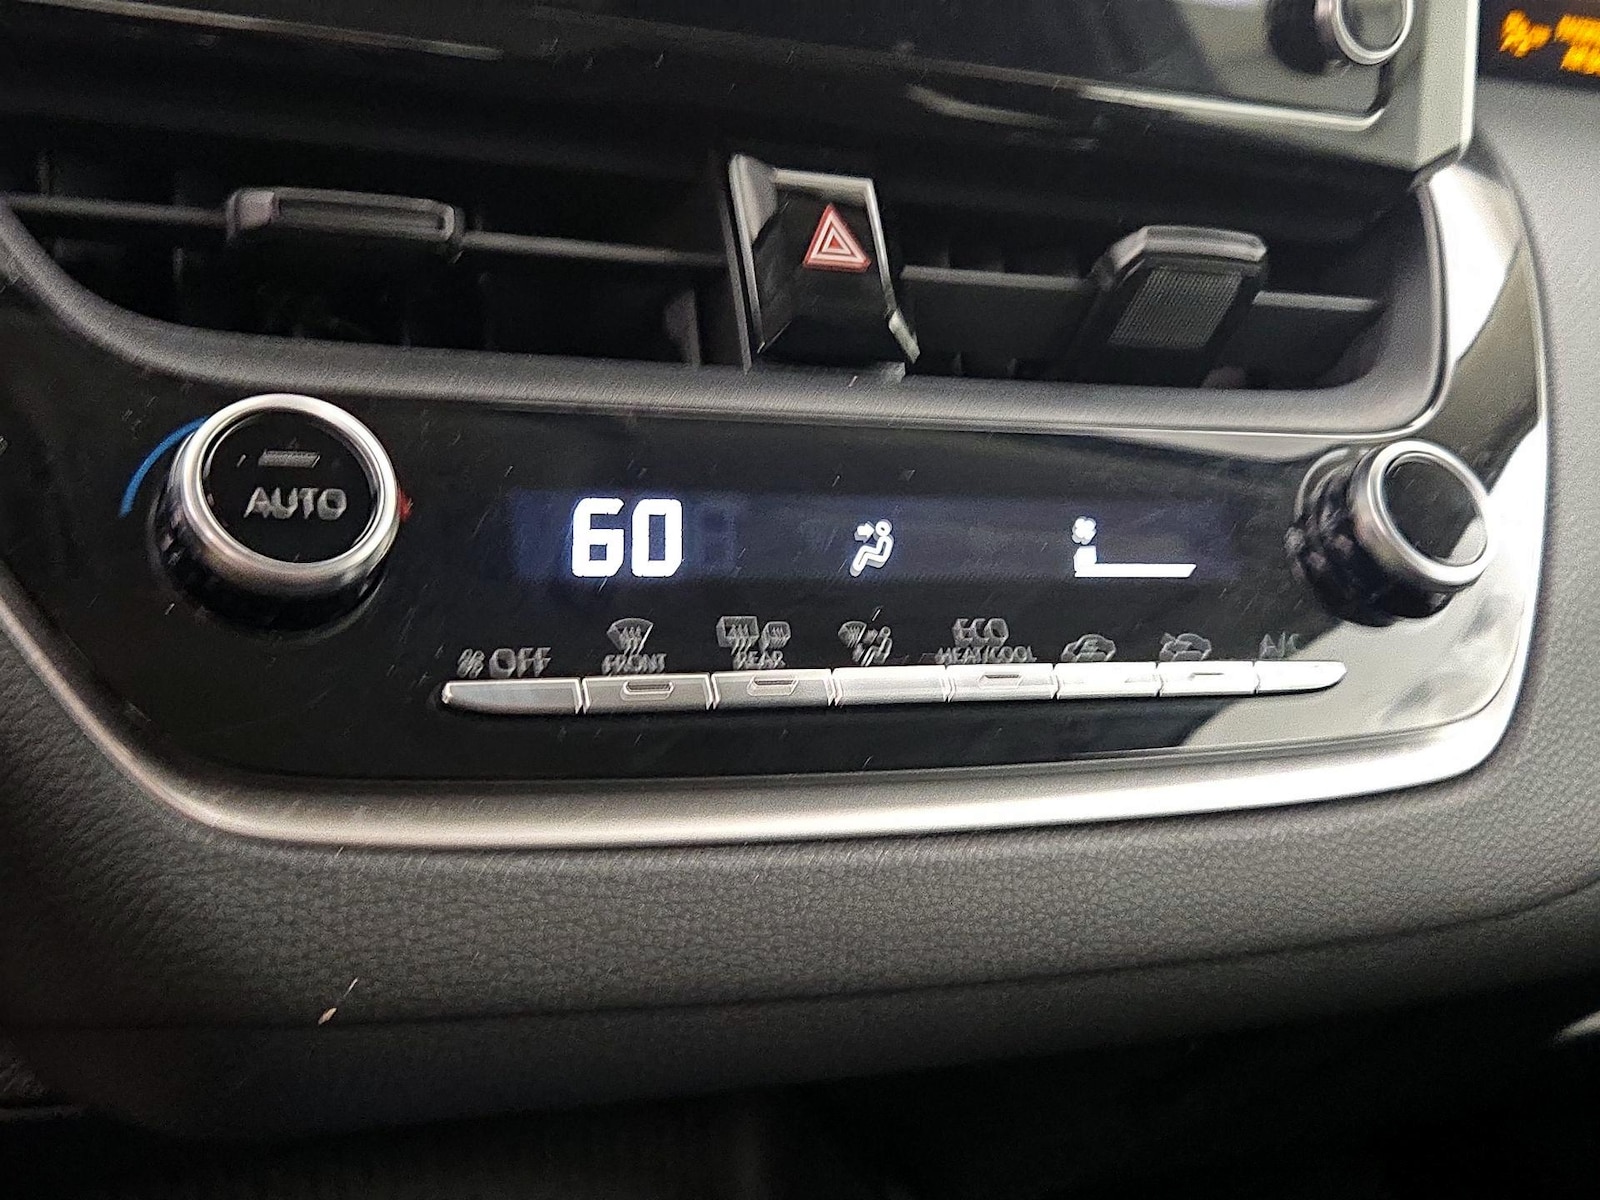 AUTO
60
OFF
FRONT
REAR
ECO
HEAT/COOL
A/C